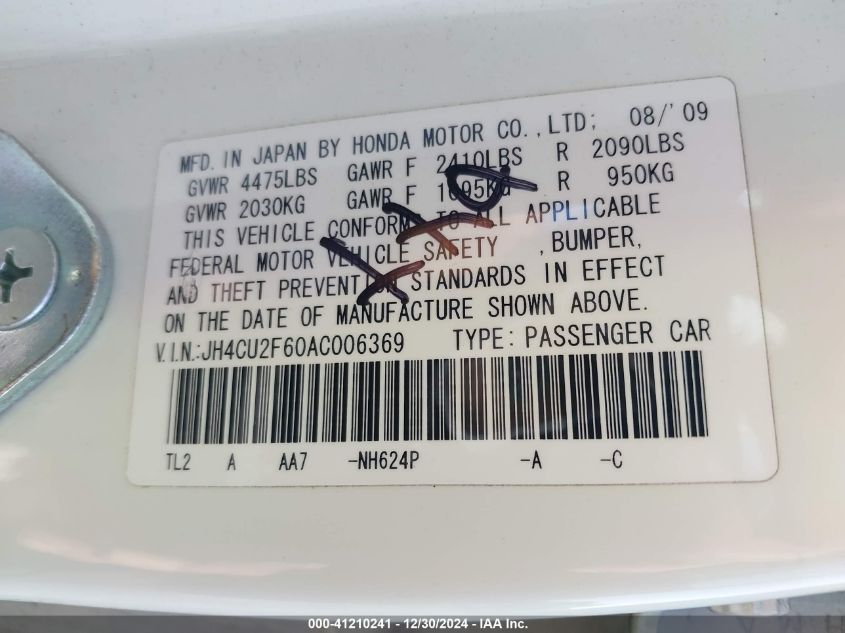 MFD. IN JAPAN BY HONDA MOTOR CO.,LTD; 08/'09
GVWR 4475LBS GAWR F 2410LBS R 2090LBS
GVWR 2030KG GAWR F 1095KG R 950KG
THIS VEHICLE CONFORMS TO ALL APPLICABLE
FEDERAL MOTOR VEHICLE SAFETY , BUMPER,
AND THEFT PREVENTION STANDARDS IN EFFECT
ON THE DATE OF MANUFACTURE SHOWN ABOVE.
V.I.N.:JH4CU2F60AC006369 TYPE: PASSENGER CAR
TL2 A AA7 -NH624P -A -C
000-41210241 - 12/30/2024 - IAA Inc.